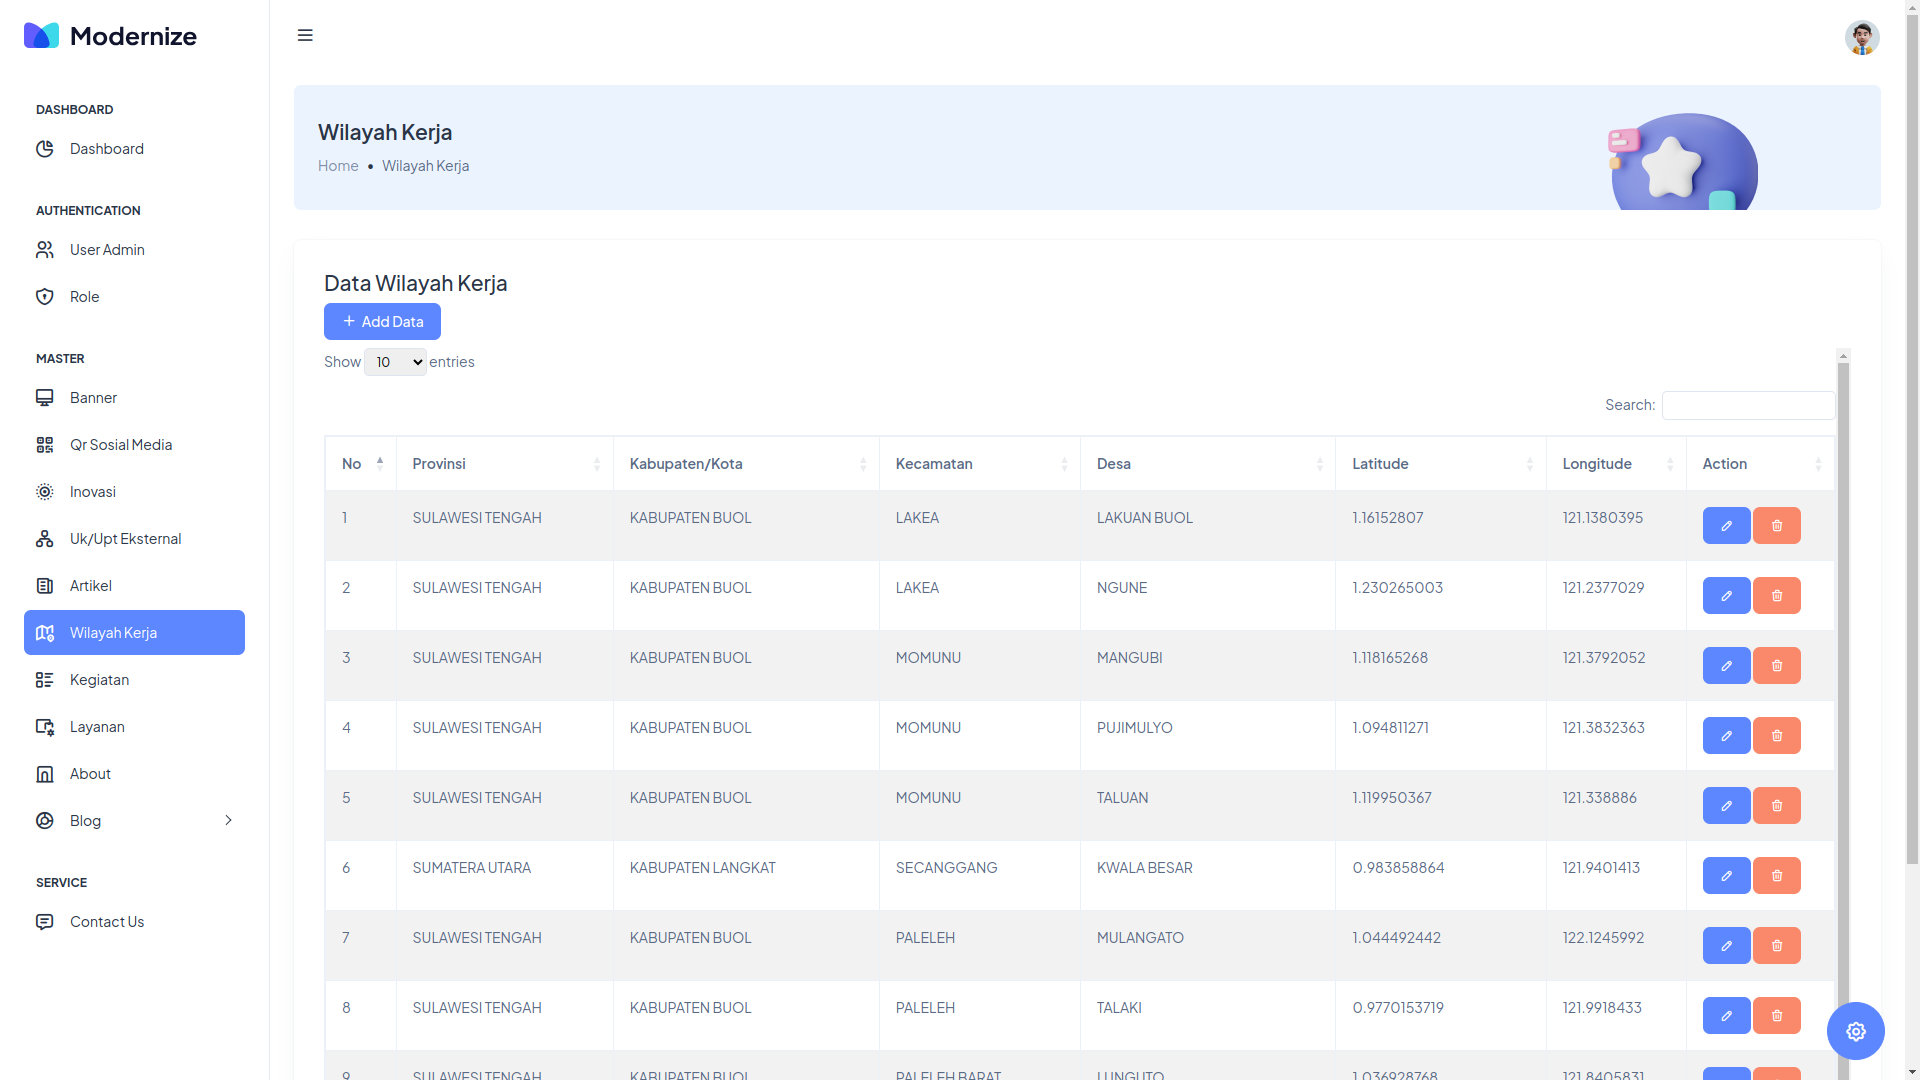 Modernize
DASHBOARD
Dashboard
AUTHENTICATION
User Admin
Role
MASTER
Banner
Qr Sosial Media
Inovasi
Uk/Upt Eksternal
Artikel
Wilayah Kerja
Kegiatan
Layanan
About
Blog
SERVICE
Contact Us
Wilayah Kerja
Home • Wilayah Kerja
Data Wilayah Kerja
+ Add Data
Show 10 entries
Search:
No Provinsi Kabupaten/Kota Kecamatan Desa Latitude Longitude Action
1 SULAWESI TENGAH KABUPATEN BUOL LAKEA LAKUAN BUOL 1.16152807 121.1380395
2 SULAWESI TENGAH KABUPATEN BUOL LAKEA NGUNE 1.230265003 121.2377029
3 SULAWESI TENGAH KABUPATEN BUOL MOMUNU MANGUBI 1.118165268 121.3792052
4 SULAWESI TENGAH KABUPATEN BUOL MOMUNU PUJIMULYO 1.094811271 121.3832363
5 SULAWESI TENGAH KABUPATEN BUOL MOMUNU TALUAN 1.119950367 121.338886
6 SUMATERA UTARA KABUPATEN LANGKAT SECANGGANG KWALA BESAR 0.983858864 121.9401413
7 SULAWESI TENGAH KABUPATEN BUOL PALELEH MULANGATO 1.044492442 122.1245992
8 SULAWESI TENGAH KABUPATEN BUOL PALELEH TALAKI 0.9770153719 121.9918433
9 SULAWESI TENGAH KABUPATEN BUOL PALELEH BARAT LUNGUTO 1.036928768 121.8405831